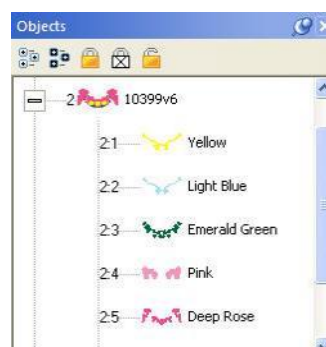 Objects
2 10399v6
2:1 Yellow
2:2 Light Blue
2:3 Emerald Green
2:4 Pink
2:5 Deep Rose